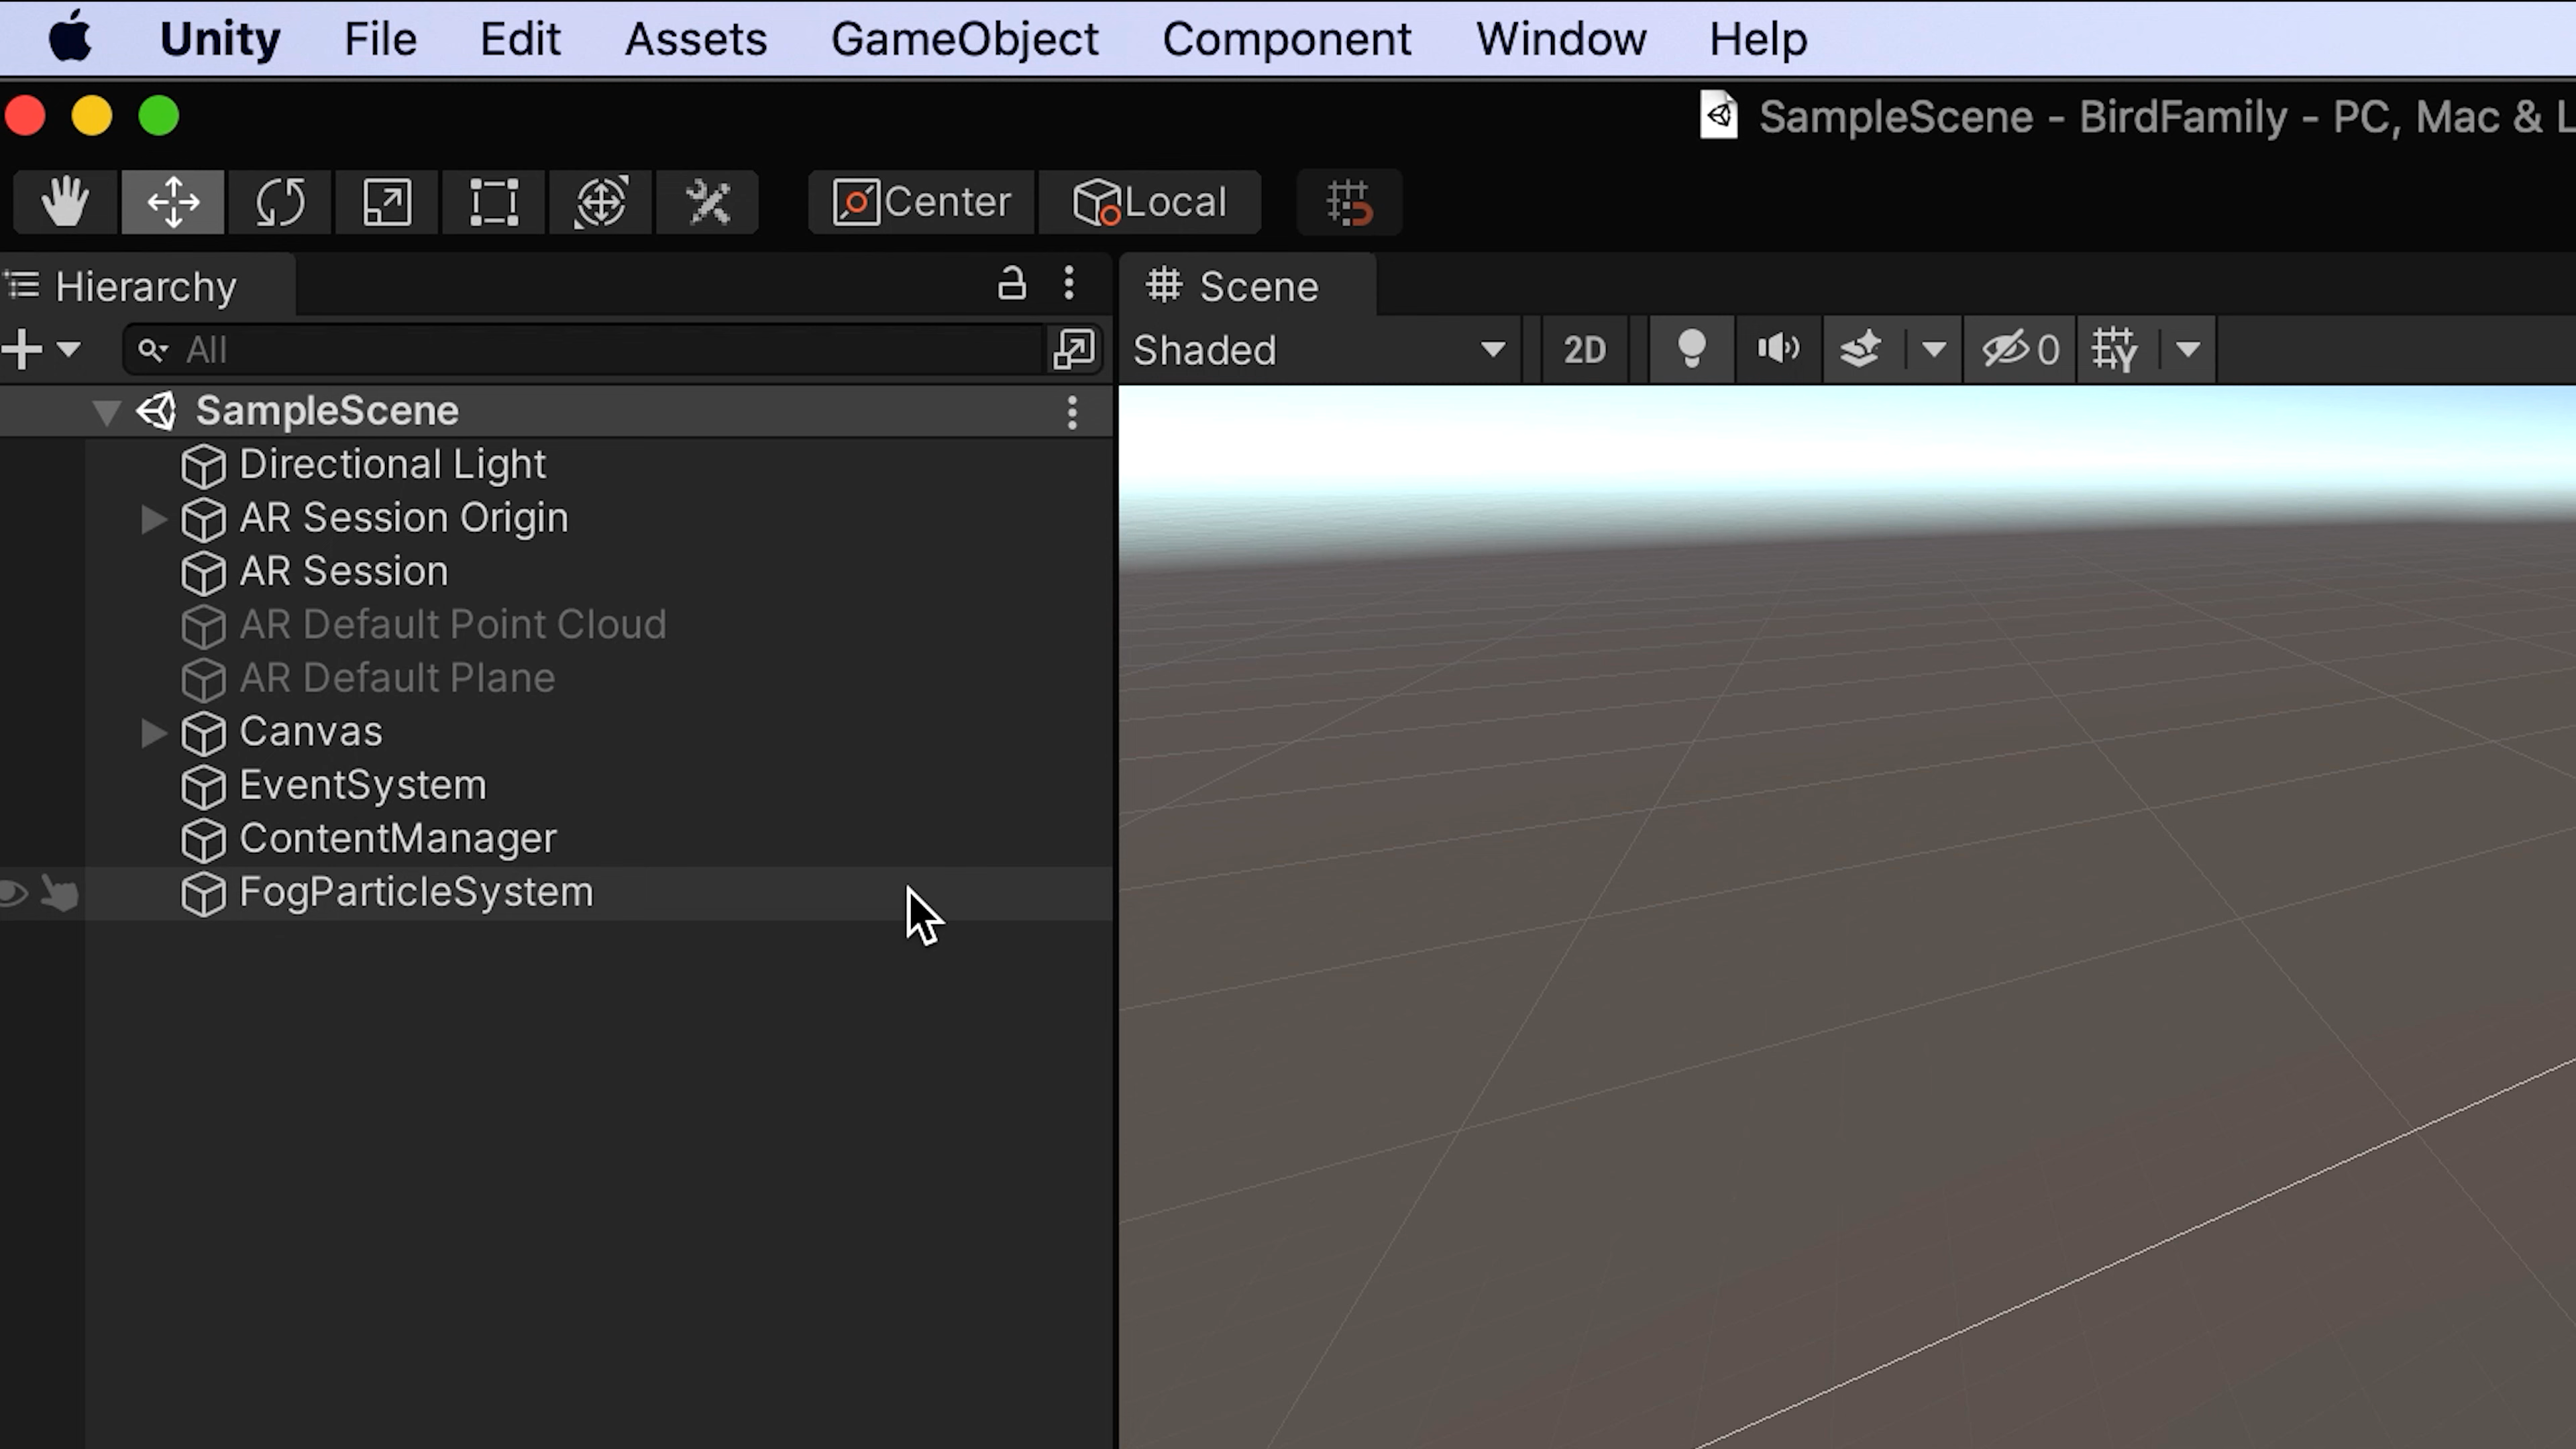 Unity File Edit Assets GameObject Component Window Help
SampleScene - BirdFamily - PC, Mac & L
Center Local
Hierarchy
Scene
All
Shaded 2D 0
SampleScene
Directional Light
AR Session Origin
AR Session
AR Default Point Cloud
AR Default Plane
Canvas
EventSystem
ContentManager
FogParticleSystem